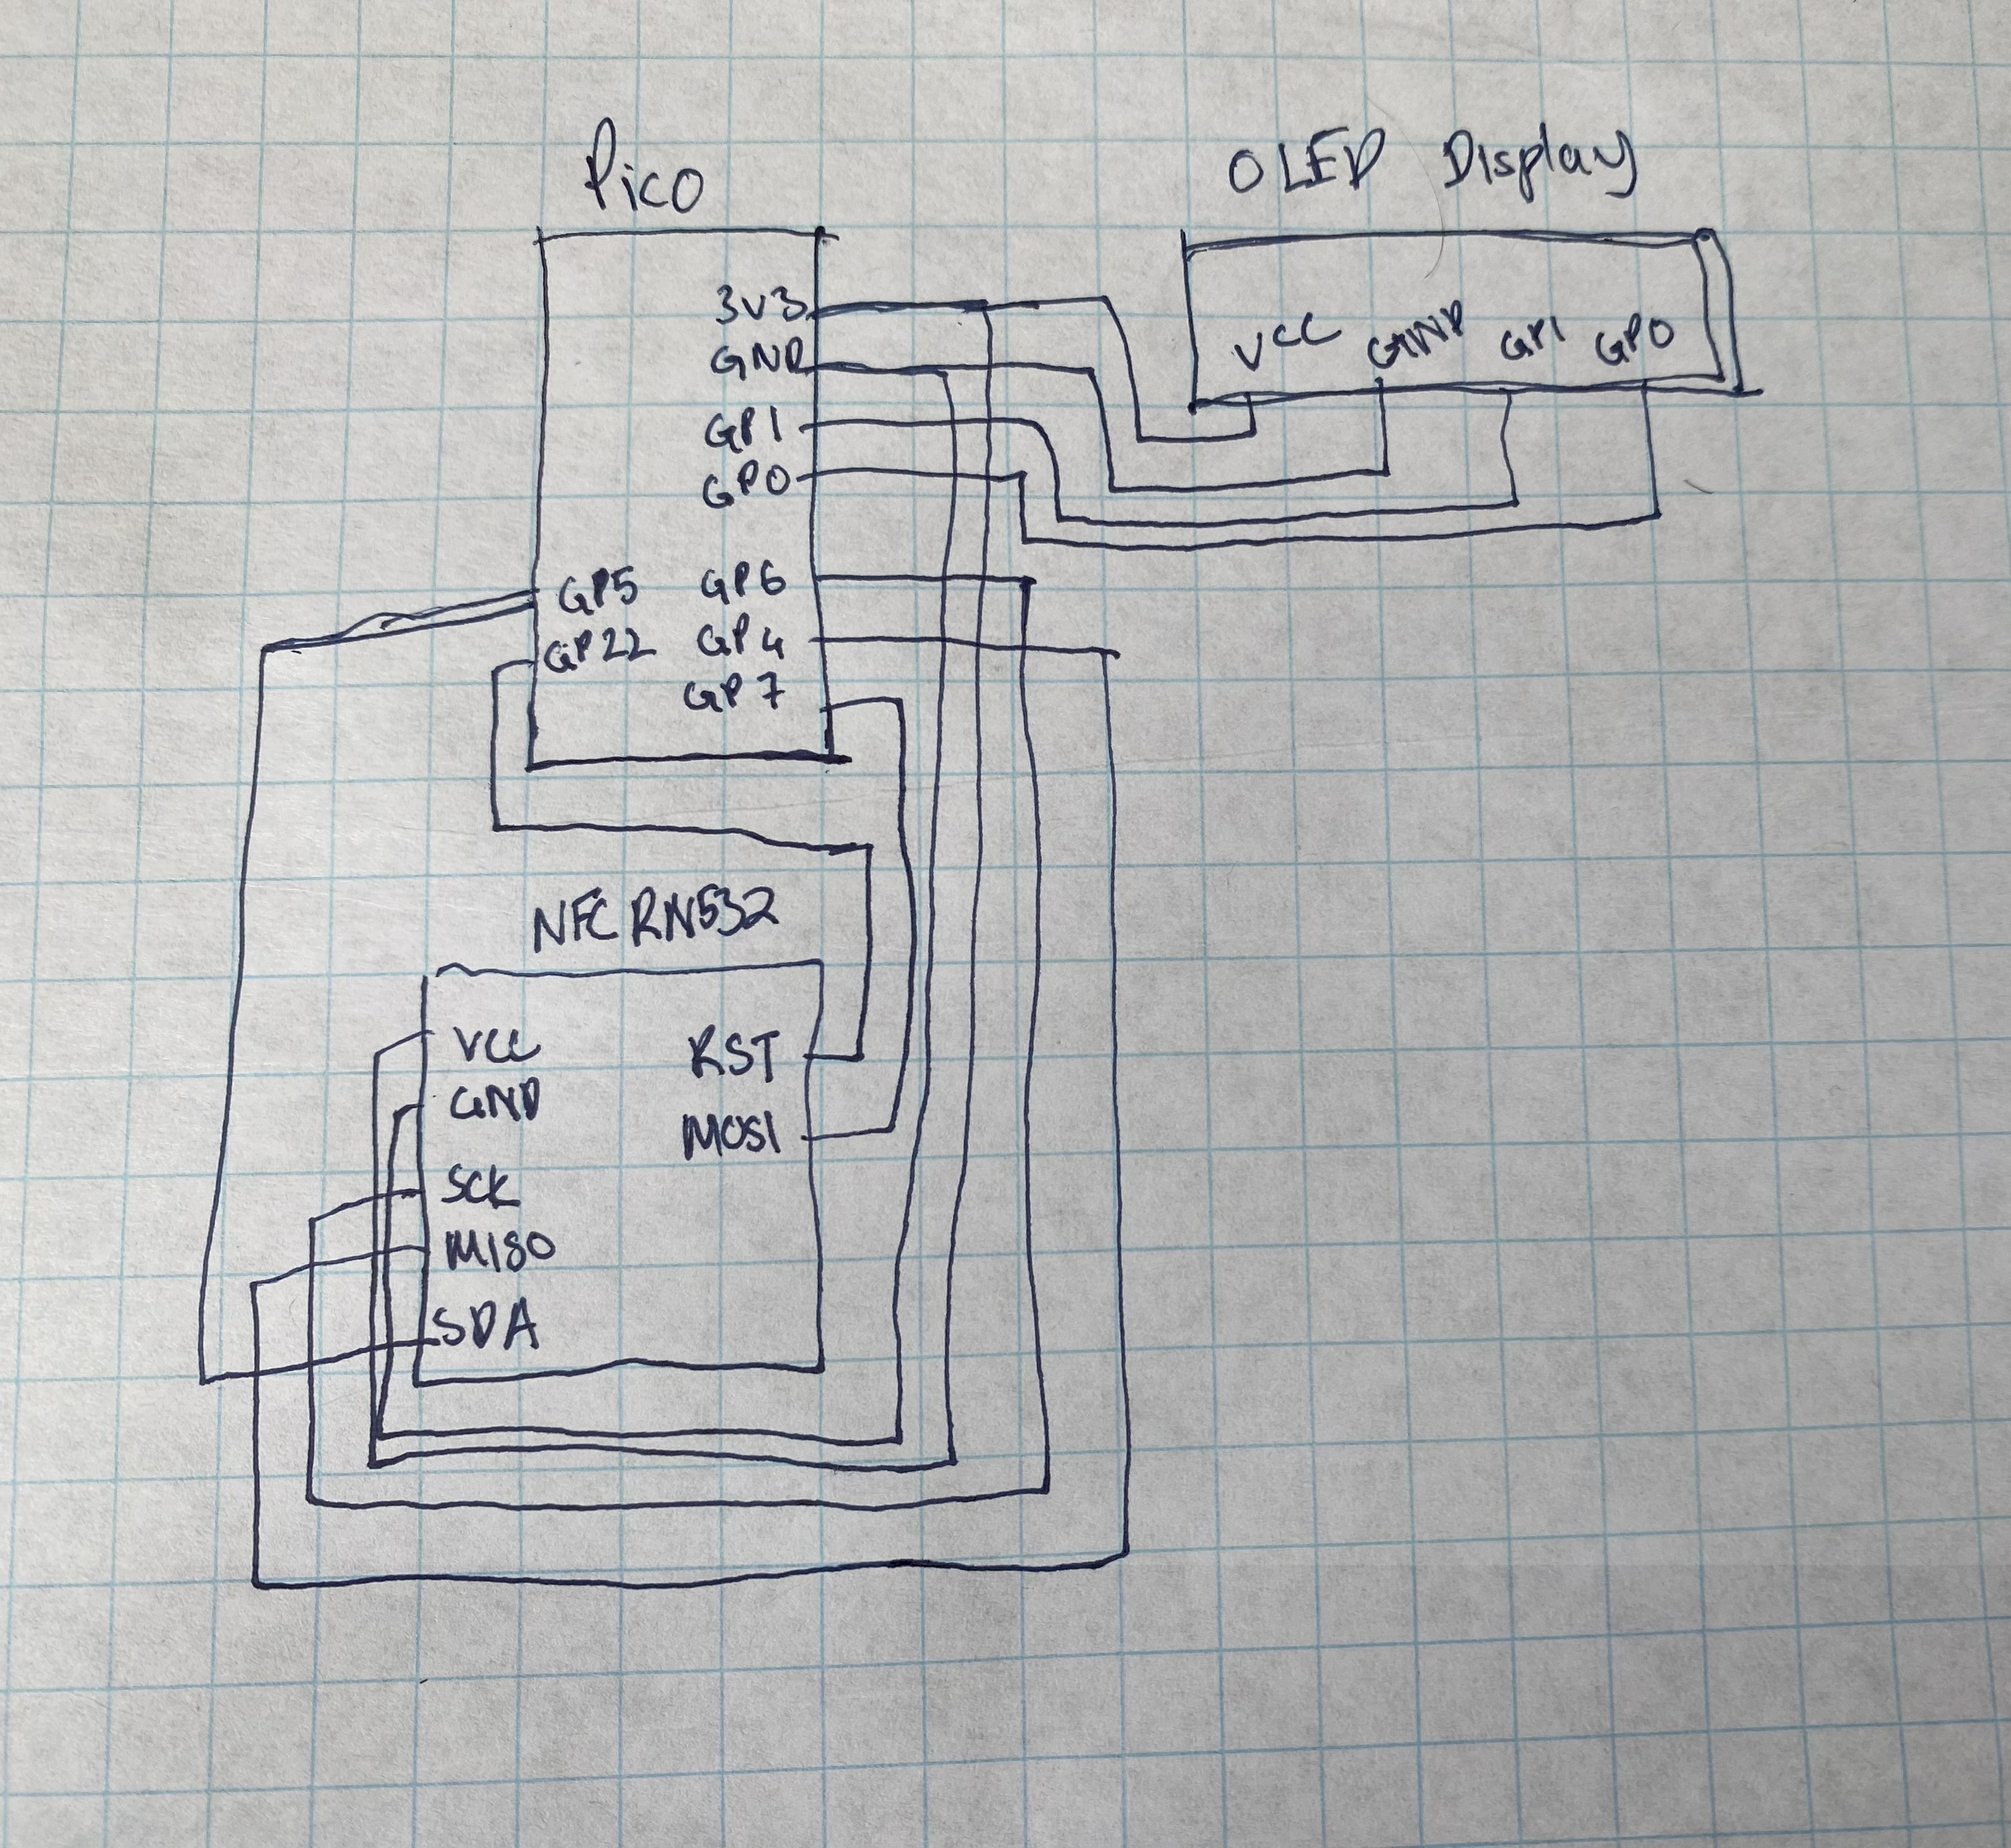 Pico
OLED Display
3V3
GND
GP1
GP0
VCC GND GP1 GP0
GP5 GP6
GP22 GP4
GP7
NFC RN532
VCC RST
GND
MOSI
SCK
MISO
SDA